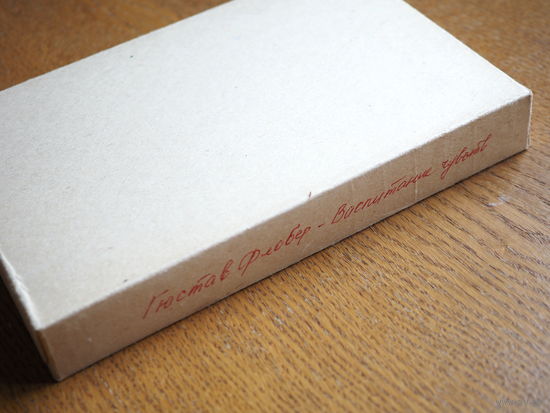 Гюстав Флобер - Воспитание чувств